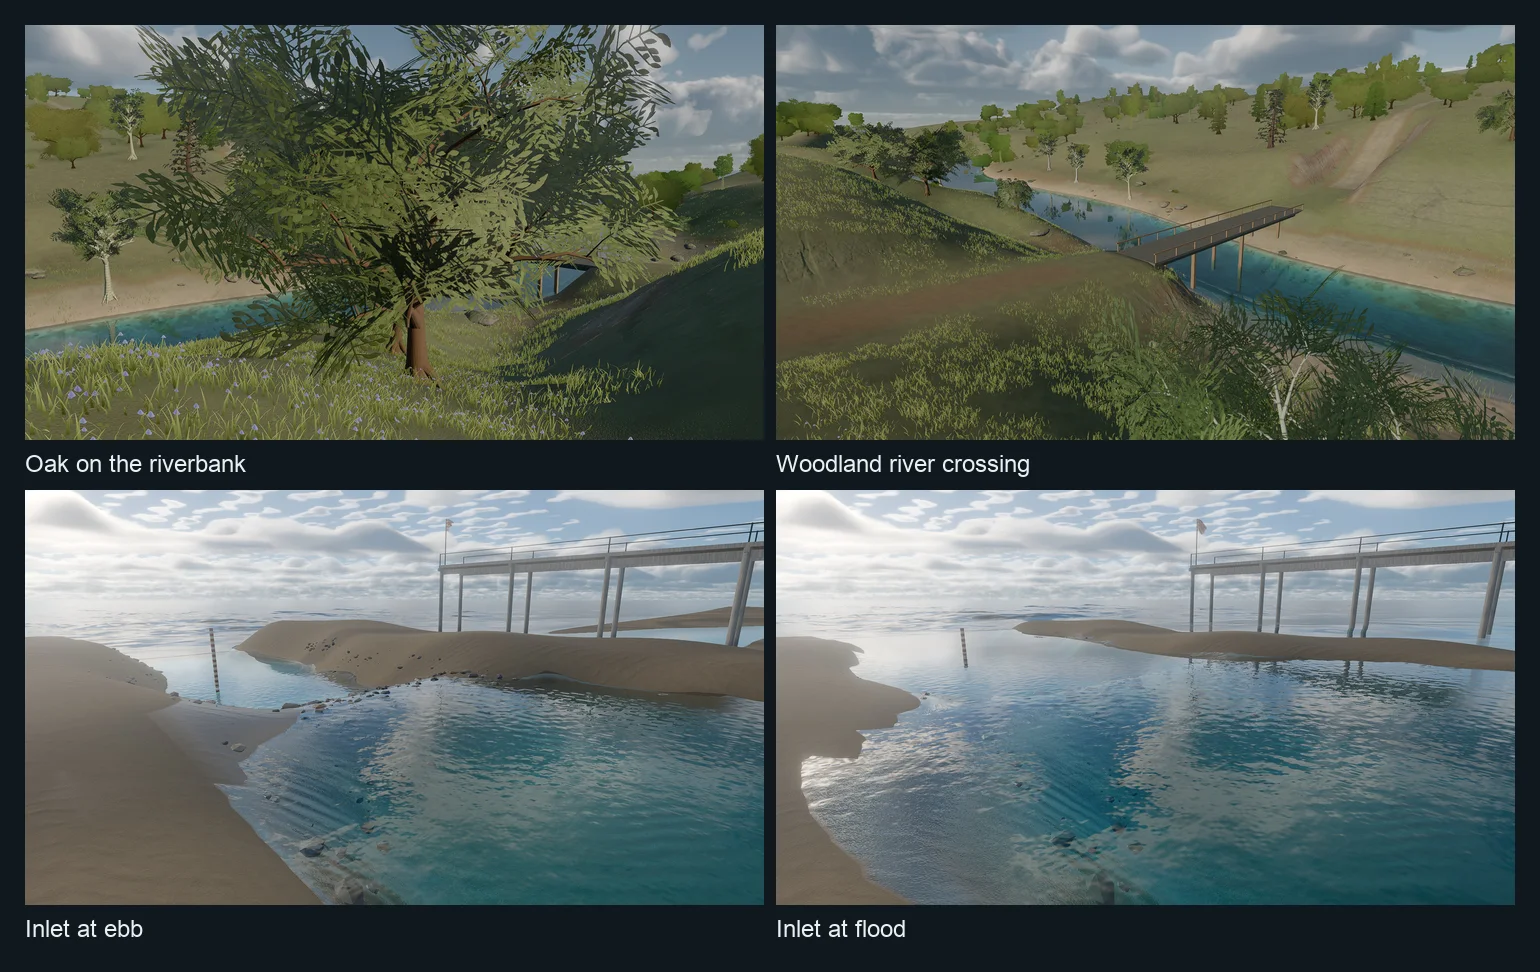 Oak on the riverbank
Woodland river crossing
Inlet at ebb
Inlet at flood